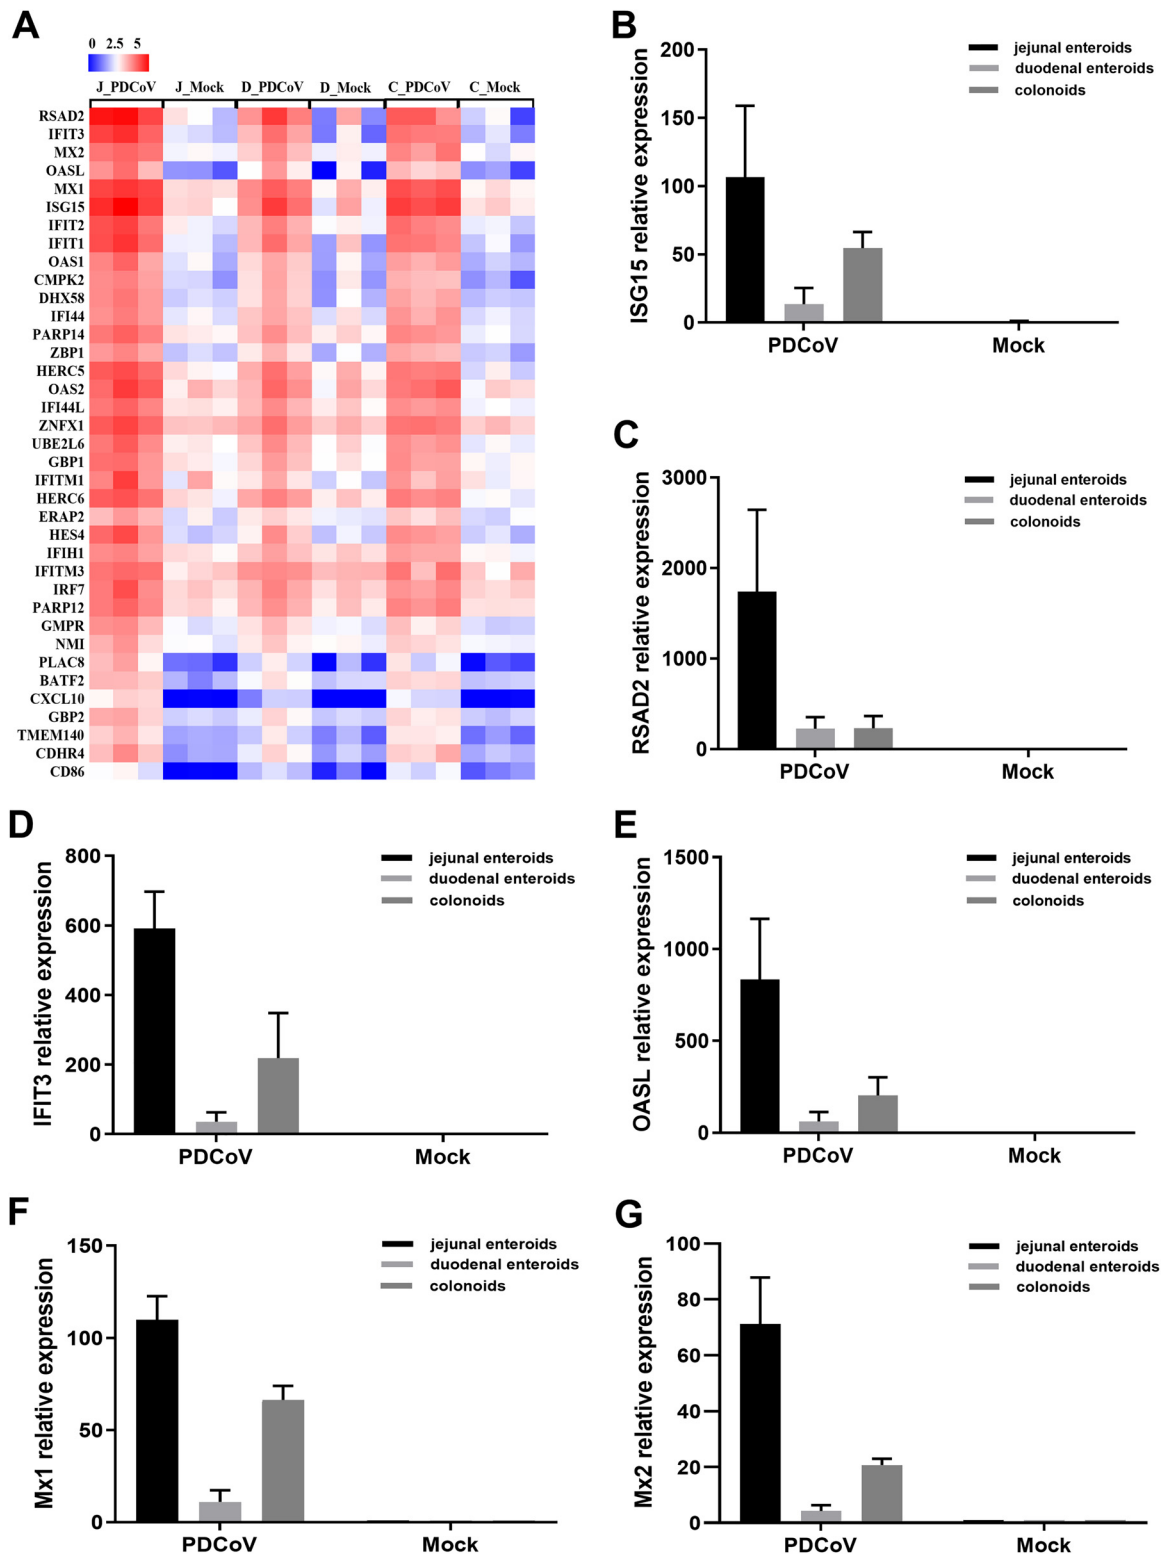 A
0 2.5 5
J_PDCoV J_Mock D_PDCoV D_Mock C_PDCoV C_Mock
RSAD2
IFIT3
MX2
OASL
MX1
ISG15
IFIT2
IFIT1
OAS1
CMPK2
DHX58
IFI44
PARP14
ZBP1
HERC5
OAS2
IFI44L
ZNFX1
UBE2L6
GBP1
IFITM1
HERC6
ERAP2
HES4
IFIH1
IFITM3
IRF7
PARP12
GMPR
NMI
PLAC8
BATF2
CXCL10
GBP2
TMEM140
CDHR4
CD86
B
ISG15 relative expression
200
150
100
50
0
jejunal enteroids
duodenal enteroids
colonoids
PDCoV Mock
C
RSAD2 relative expression
3000
2000
1000
0
jejunal enteroids
duodenal enteroids
colonoids
PDCoV Mock
D
IFIT3 relative expression
800
600
400
200
0
jejunal enteroids
duodenal enteroids
colonoids
PDCoV Mock
E
OASL relative expression
1500
1000
500
0
jejunal enteroids
duodenal enteroids
colonoids
PDCoV Mock
F
Mx1 relative expression
150
100
50
0
jejunal enteroids
duodenal enteroids
colonoids
PDCoV Mock
G
Mx2 relative expression
100
80
60
40
20
0
jejunal enteroids
duodenal enteroids
colonoids
PDCoV Mock